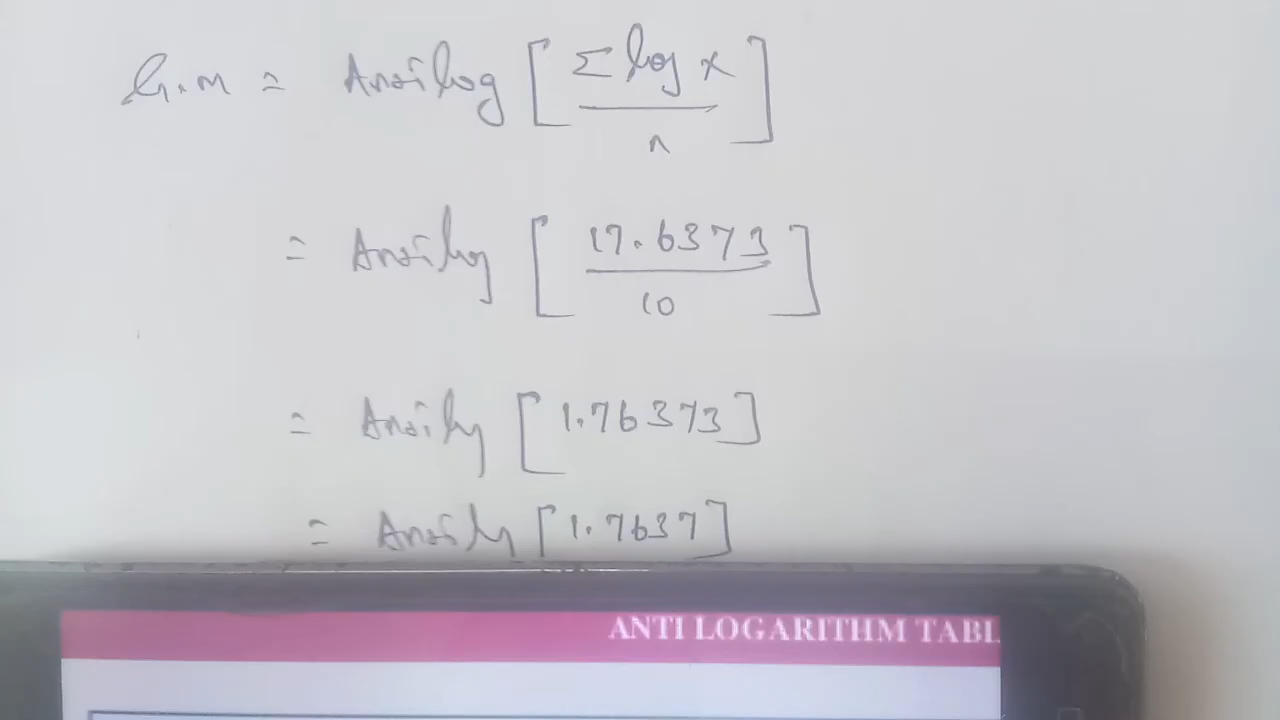 G.M = Antilog [ Σ log x / n ]
= Antilog [ 17.6373 / 10 ]
= Antilog [ 1.76373 ]
= Antilog [ 1.7637 ]
ANTI LOGARITHM TABL